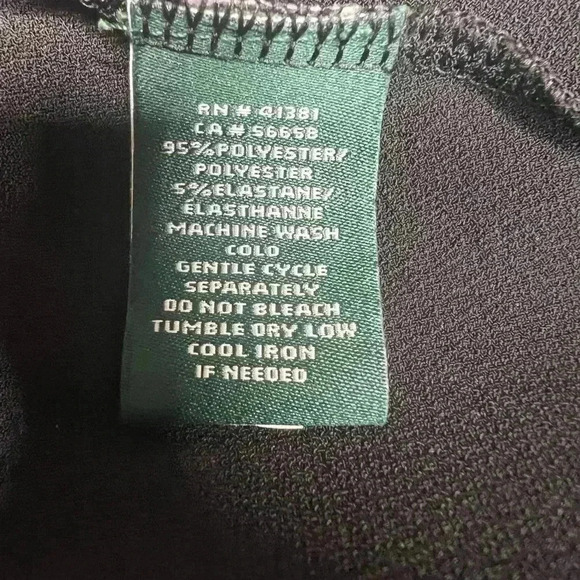 RN # 41381
CA # 56658
95%POLYESTER/
POLYESTER
5%ELASTANE/
ÉLASTHANNE
MACHINE WASH
COLD
GENTLE CYCLE
SEPARATELY
DO NOT BLEACH
TUMBLE DRY LOW
COOL IRON
IF NEEDED